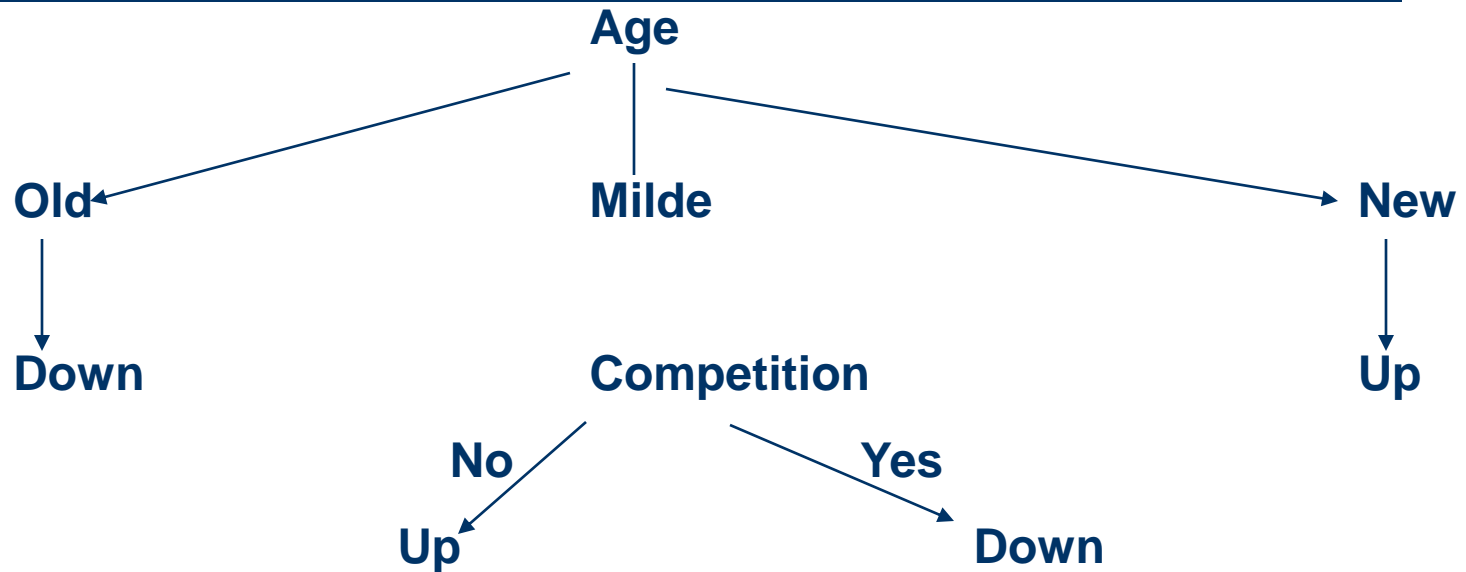 Age
Old Milde New
Down Competition Up
No Yes
Up Down